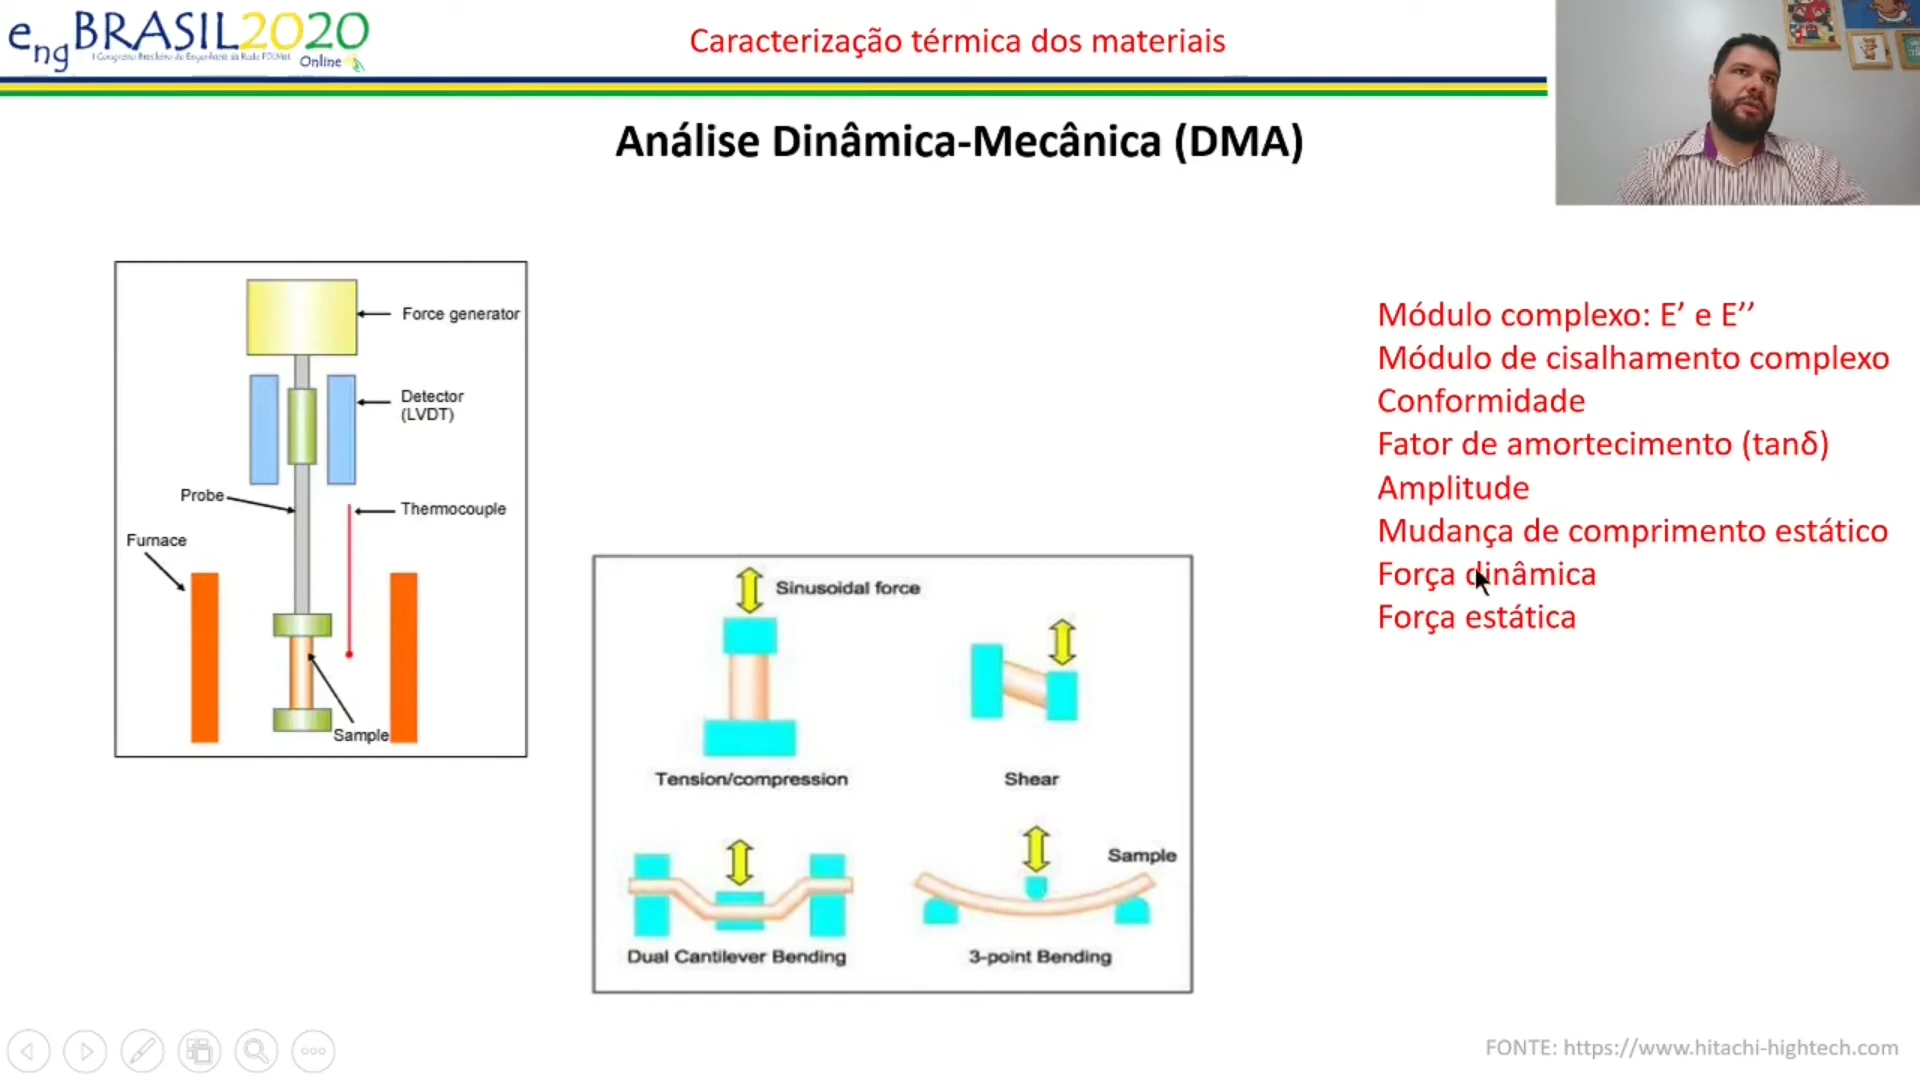 engBRASIL2020
I Congresso Brasileiro de Engenharia da Rede PDIMat
Online
Caracterização térmica dos materiais
Análise Dinâmica-Mecânica (DMA)
Force generator
Detector
(LVDT)
Probe
Thermocouple
Furnace
Sample
Sinusoidal force
Tension/compression
Shear
Sample
Dual Cantilever Bending
3-point Bending
Módulo complexo: E’ e E’’
Módulo de cisalhamento complexo
Conformidade
Fator de amortecimento (tanδ)
Amplitude
Mudança de comprimento estático
Força dinâmica
Força estática
FONTE: https://www.hitachi-hightech.com